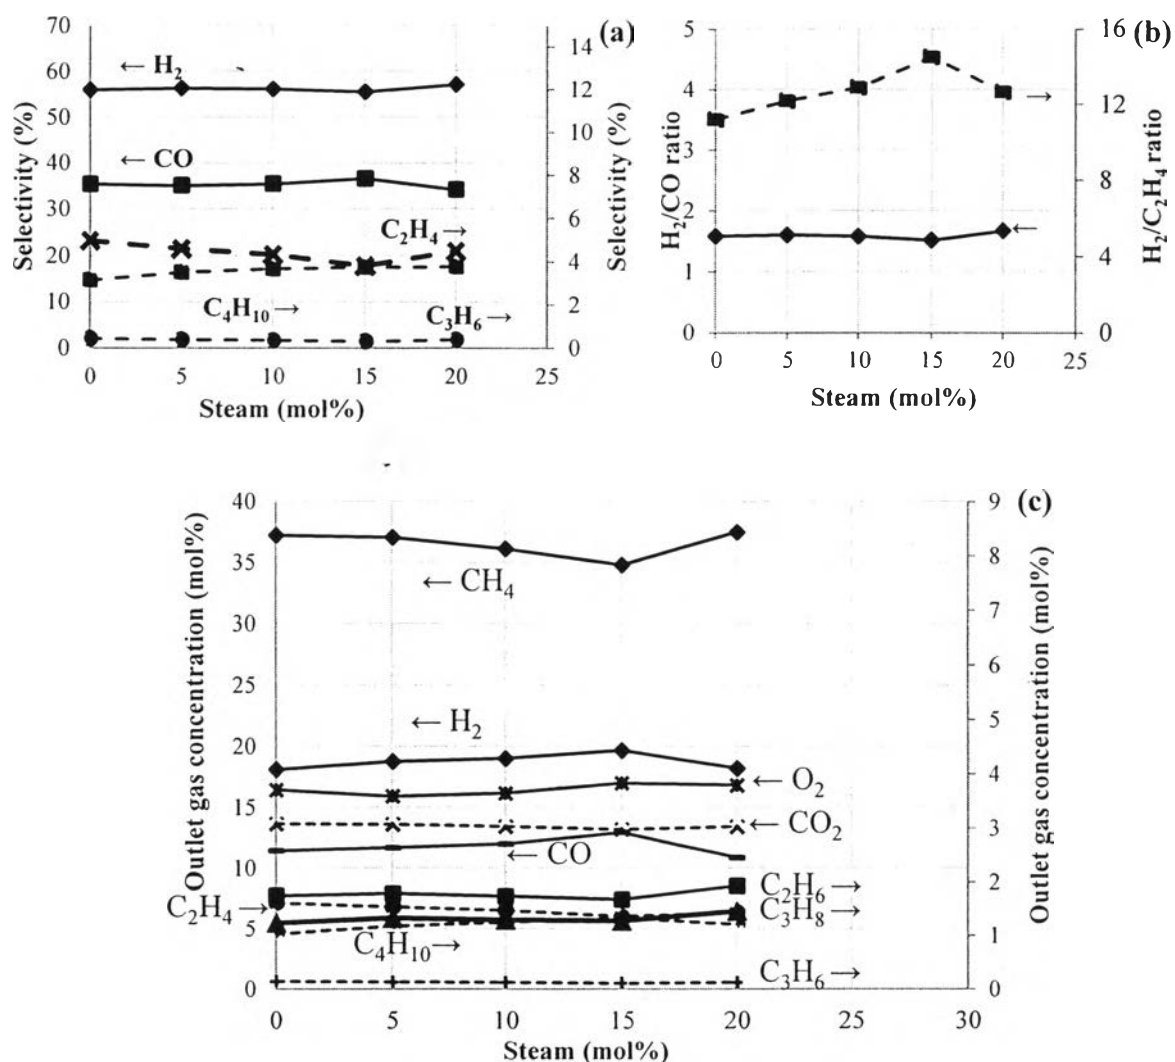 (a)
Selectivity (%)
70
60
50
40
30
20
10
0
← H₂
← CO
C₂H₄→
C₄H₁₀→
C₃H₆→
14
12
10
8
6
4
2
0
Selectivity (%)
0 5 10 15 20 25
Steam (mol%)
(b)
H₂/CO ratio
5
4
3
2
1
0
→
←
16
12
8
4
0
H₂/C₂H₄ ratio
0 5 10 15 20 25
Steam (mol%)
(c)
Outlet gas concentration (mol%)
40
35
30
25
20
15
10
5
0
← CH₄
← H₂
← O₂
← CO₂
← CO
C₂H₆→
C₂H₄→
C₃H₈→
C₄H₁₀→
C₃H₆→
9
8
7
6
5
4
3
2
1
0
Outlet gas concentration (mol%)
0 5 10 15 20 25 30
Steam (mol%)